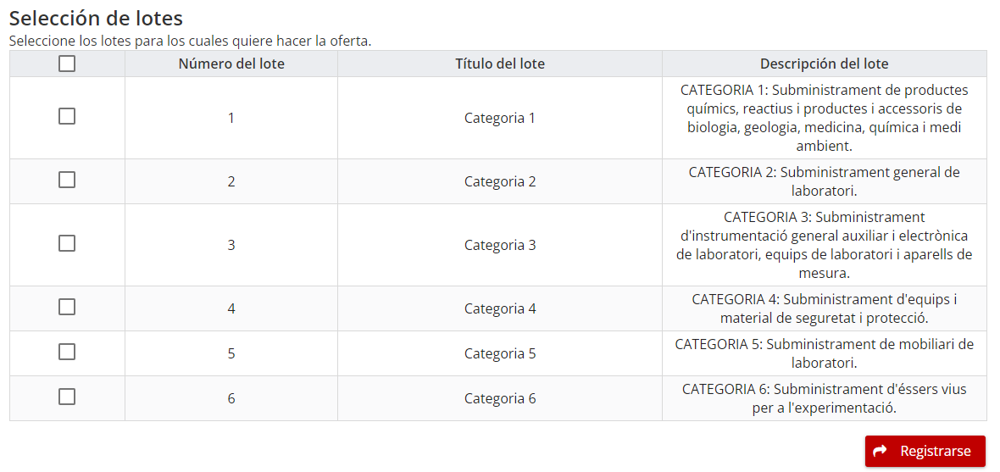 Selección de lotes
Seleccione los lotes para los cuales quiere hacer la oferta.
Número del lote Título del lote Descripción del lote
1 Categoria 1 CATEGORIA 1: Subministrament de productes
químics, reactius i productes i accessoris de
biologia, geologia, medicina, química i medi
ambient.
2 Categoria 2 CATEGORIA 2: Subministrament general de
laboratori.
3 Categoria 3 CATEGORIA 3: Subministrament
d'instrumentació general auxiliar i electrònica
de laboratori, equips de laboratori i aparells de
mesura.
4 Categoria 4 CATEGORIA 4: Subministrament d'equips i
material de seguretat i protecció.
5 Categoria 5 CATEGORIA 5: Subministrament de mobiliari de
laboratori.
6 Categoria 6 CATEGORIA 6: Subministrament d'éssers vius
per a l'experimentació.
Registrarse